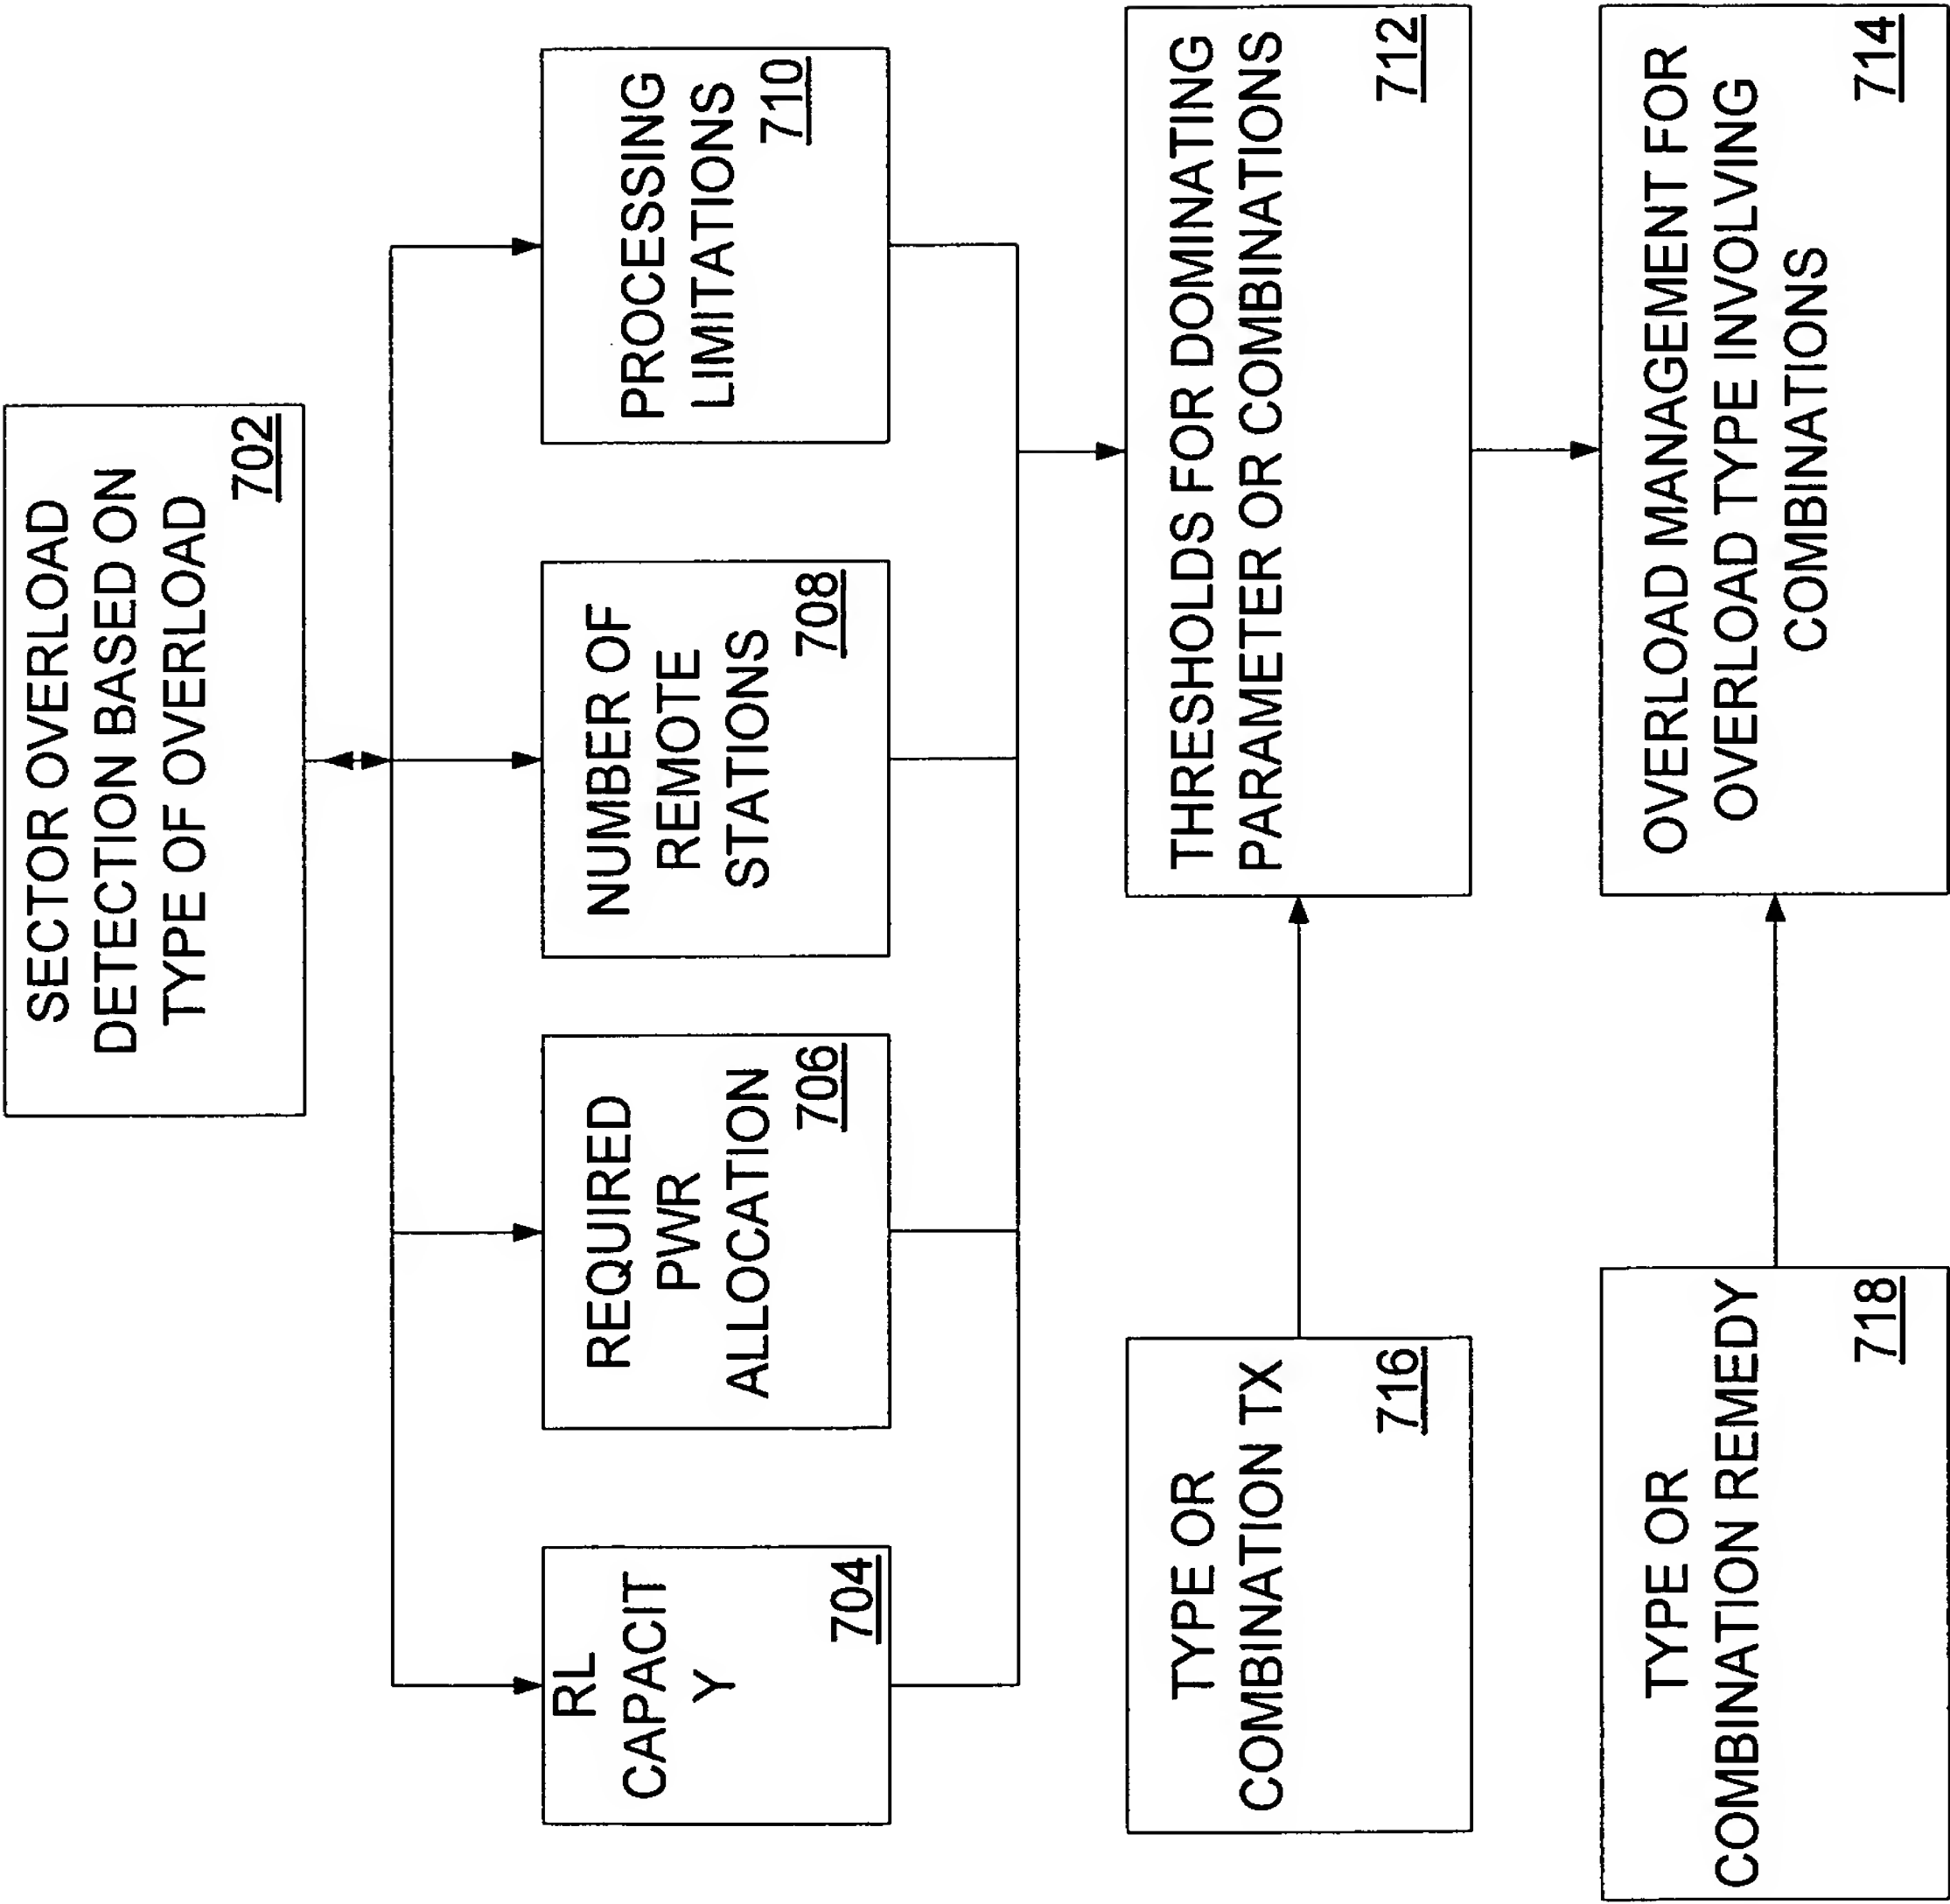 SECTOR OVERLOAD
DETECTION BASED ON
TYPE OF OVERLOAD
702
RL
CAPACIT
Y
704
REQUIRED
PWR
ALLOCATION
706
NUMBER OF
REMOTE
STATIONS
708
PROCESSING
LIMITATIONS
710
TYPE OR
COMBINATION TX
716
THRESHOLDS FOR DOMINATING
PARAMETER OR COMBINATIONS
712
TYPE OR
COMBINATION REMEDY
718
OVERLOAD MANAGEMENT FOR
OVERLOAD TYPE INVOLVING
COMBINATIONS
714